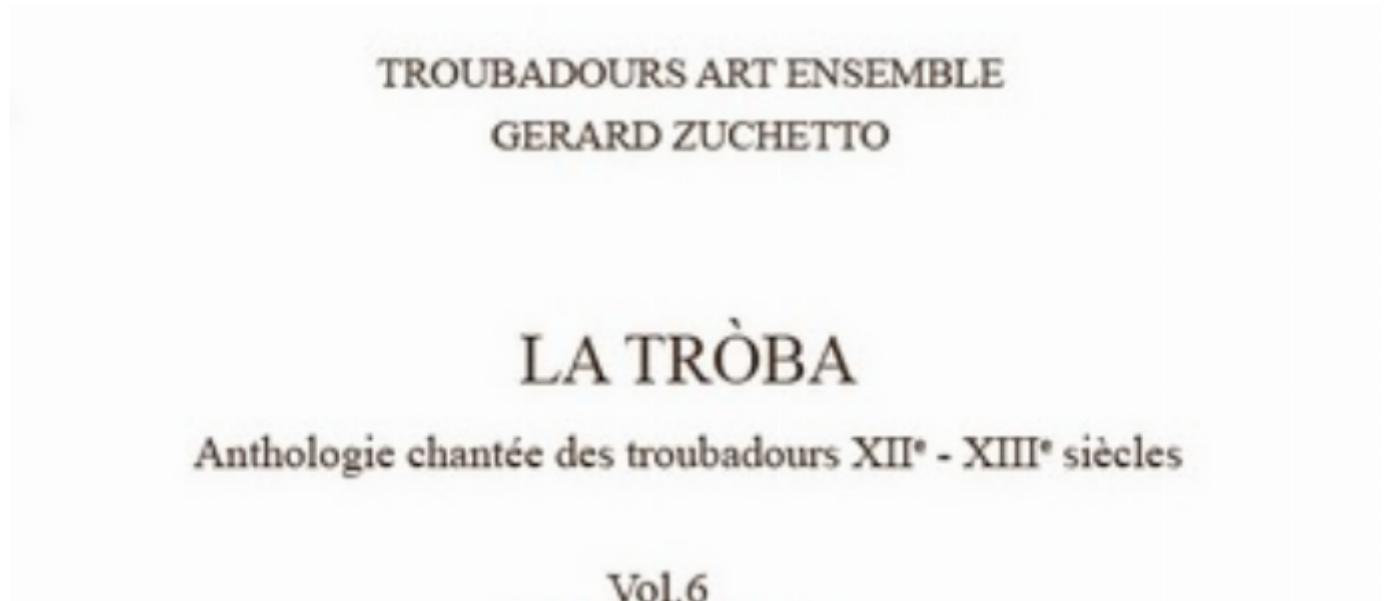 TROUBADOURS ART ENSEMBLE
GERARD ZUCHETTO
LA TRÒBA
Anthologie chantée des troubadours XIIᵉ - XIIIᵉ siècles
Vol.6